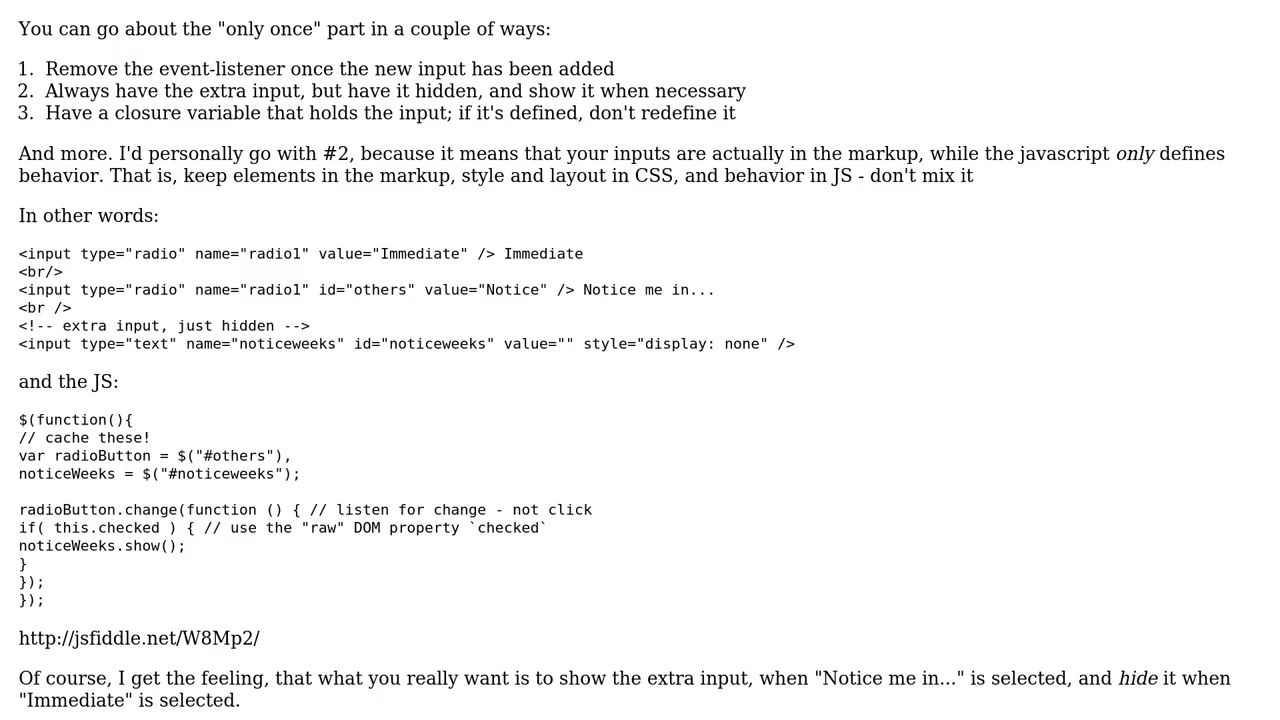 You can go about the "only once" part in a couple of ways:
1. Remove the event-listener once the new input has been added
2. Always have the extra input, but have it hidden, and show it when necessary
3. Have a closure variable that holds the input; if it's defined, don't redefine it
And more. I'd personally go with #2, because it means that your inputs are actually in the markup, while the javascript only defines
behavior. That is, keep elements in the markup, style and layout in CSS, and behavior in JS - don't mix it
In other words:
<input type="radio" name="radio1" value="Immediate" /> Immediate
<br/>
<input type="radio" name="radio1" id="others" value="Notice" /> Notice me in...
<br />
<!-- extra input, just hidden -->
<input type="text" name="noticeweeks" id="noticeweeks" value="" style="display: none" />
and the JS:
$(function(){
// cache these!
var radioButton = $("#others"),
noticeWeeks = $("#noticeweeks");
radioButton.change(function () { // listen for change - not click
if( this.checked ) { // use the "raw" DOM property `checked`
noticeWeeks.show();
}
});
});
http://jsfiddle.net/W8Mp2/
Of course, I get the feeling, that what you really want is to show the extra input, when "Notice me in..." is selected, and hide it when
"Immediate" is selected.